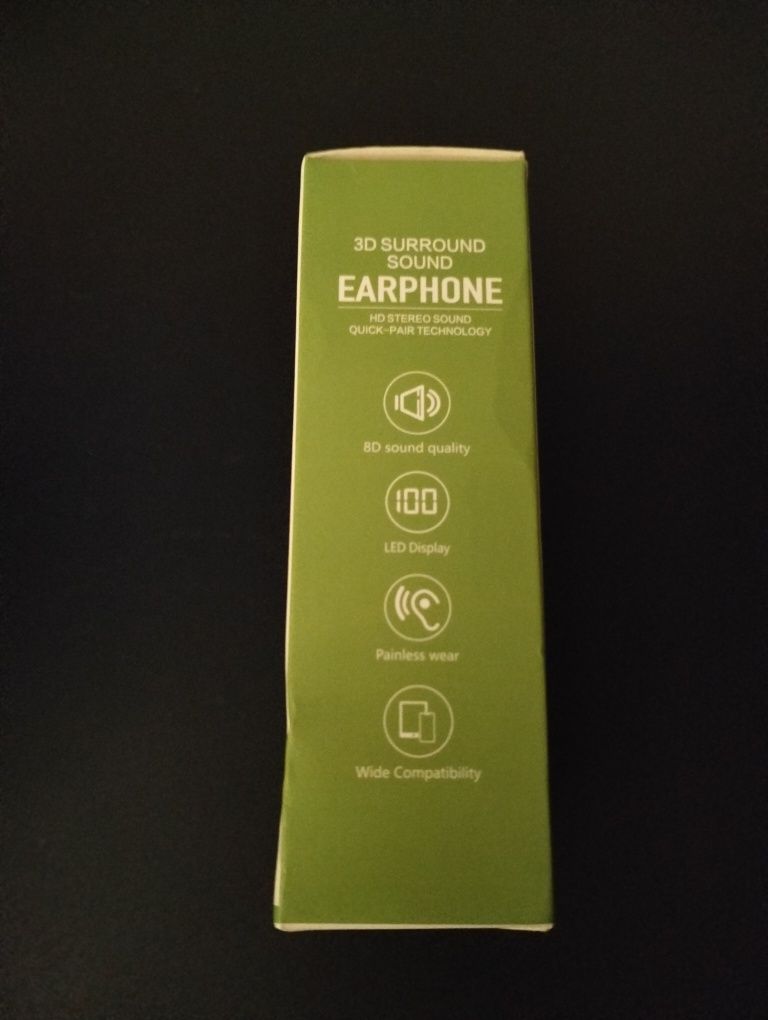 3D SURROUND
SOUND
EARPHONE
HD STEREO SOUND
QUICK-PAIR TECHNOLOGY
8D sound quality
100
LED Display
Painless wear
Wide Compatibility